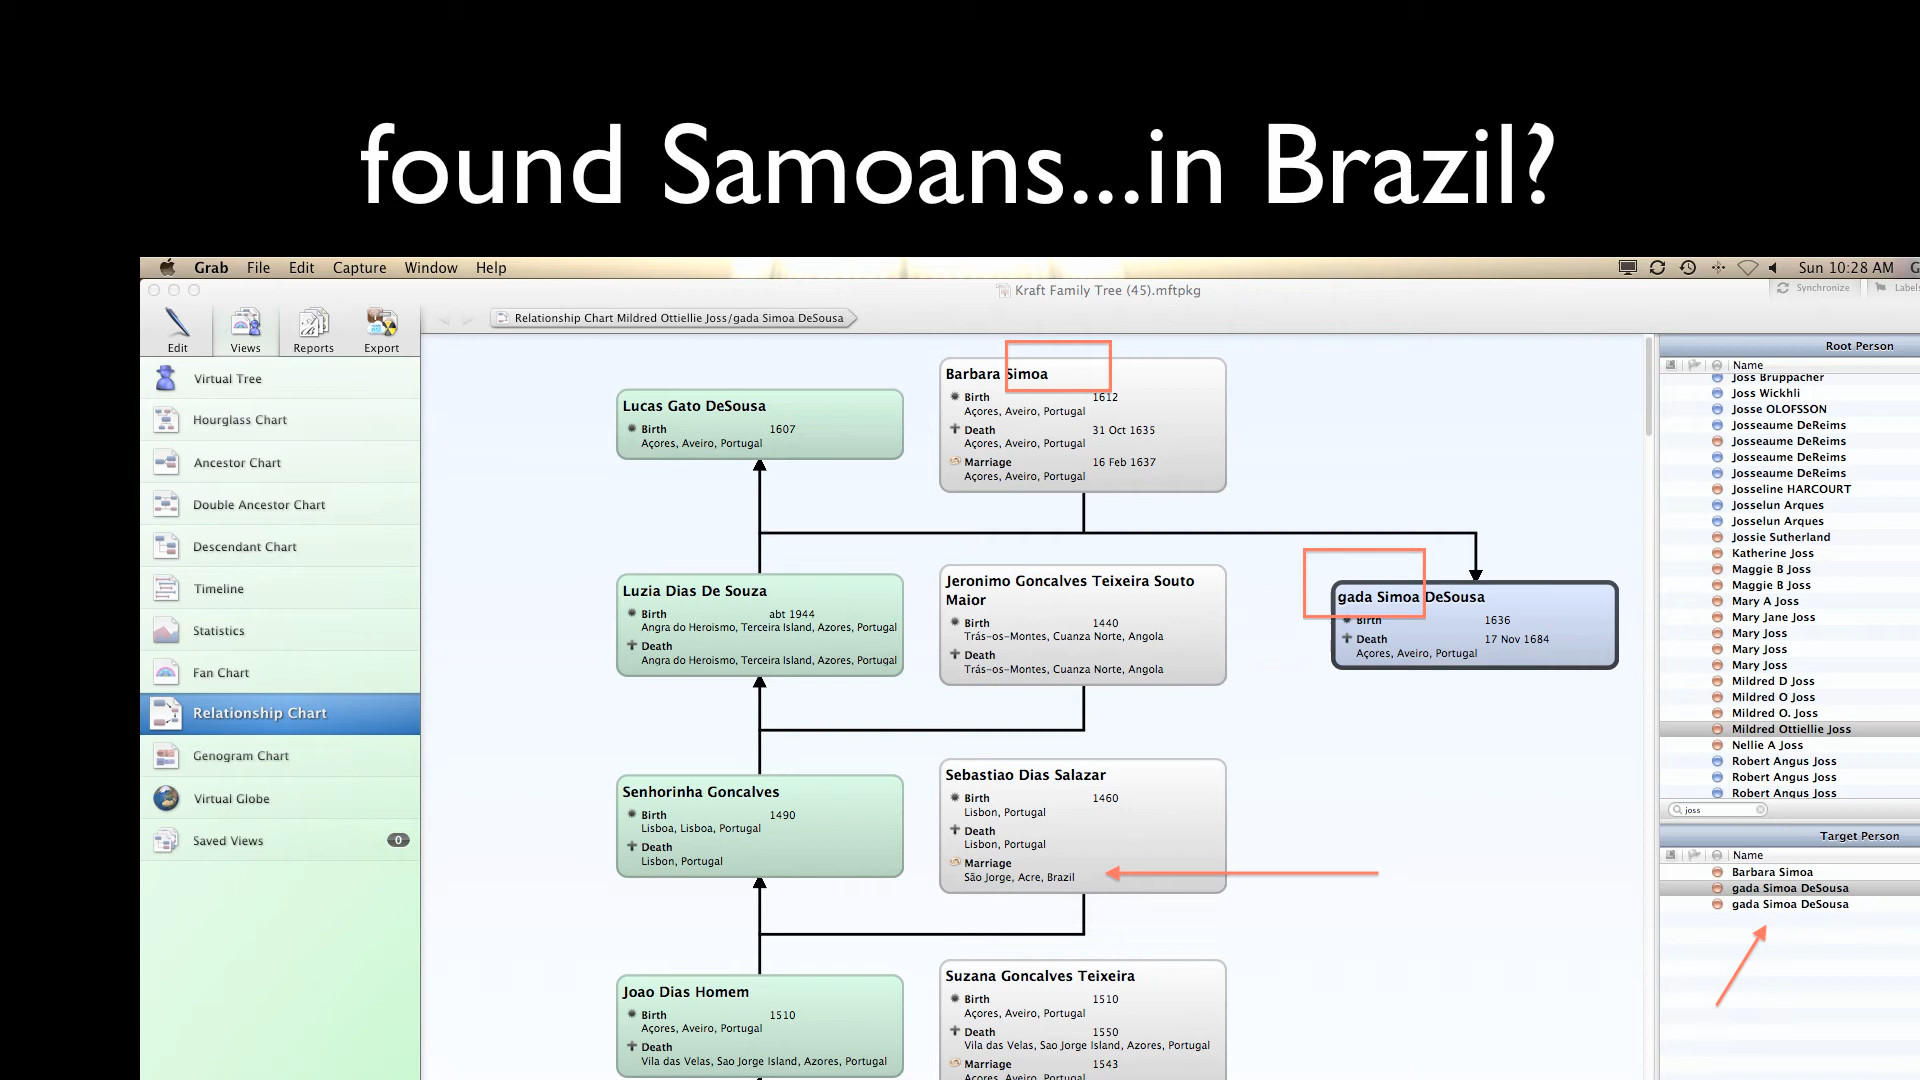 found Samoans...in Brazil?
Grab File Edit Capture Window Help
Sun 10:28 AM G
Kraft Family Tree (45).mftpkg
Synchronize Labels
Edit Views Reports Export
Relationship Chart Mildred Ottiellie Joss/gada Simoa DeSousa
Virtual Tree
Hourglass Chart
Ancestor Chart
Double Ancestor Chart
Descendant Chart
Timeline
Statistics
Fan Chart
Relationship Chart
Genogram Chart
Virtual Globe
Saved Views 0
Lucas Gato DeSousa
Birth 1607
Açores, Aveiro, Portugal
Barbara Simoa
Birth 1612
Açores, Aveiro, Portugal
Death 31 Oct 1635
Açores, Aveiro, Portugal
Marriage 16 Feb 1637
Açores, Aveiro, Portugal
Luzia Dias De Souza
Birth abt 1944
Angra do Heroismo, Terceira Island, Azores, Portugal
Death
Angra do Heroismo, Terceira Island, Azores, Portugal
Jeronimo Goncalves Teixeira Souto
Maior
Birth 1440
Trás-os-Montes, Cuanza Norte, Angola
Death
Trás-os-Montes, Cuanza Norte, Angola
gada Simoa DeSousa
Birth 1636
Death 17 Nov 1684
Açores, Aveiro, Portugal
Senhorinha Goncalves
Birth 1490
Lisboa, Lisboa, Portugal
Death
Lisbon, Portugal
Sebastiao Dias Salazar
Birth 1460
Lisbon, Portugal
Death
Lisbon, Portugal
Marriage
São Jorge, Acre, Brazil
Joao Dias Homem
Birth 1510
Açores, Aveiro, Portugal
Death
Vila das Velas, Sao Jorge Island, Azores, Portugal
Suzana Goncalves Teixeira
Birth 1510
Açores, Aveiro, Portugal
Death 1550
Vila das Velas, Sao Jorge Island, Azores, Portugal
Marriage 1543
Açores, Aveiro, Portugal
Root Person
Name
Joss Bruppacher
Joss Wickhli
Josse OLOFSSON
Josseaume DeReims
Josseaume DeReims
Josseaume DeReims
Josseaume DeReims
Josseline HARCOURT
Josselun Arques
Josselun Arques
Jossie Sutherland
Katherine Joss
Maggie B Joss
Maggie B Joss
Mary A Joss
Mary Jane Joss
Mary Joss
Mary Joss
Mary Joss
Mildred D Joss
Mildred O Joss
Mildred O. Joss
Mildred Ottiellie Joss
Nellie A Joss
Robert Angus Joss
Robert Angus Joss
Robert Angus Joss
joss
Target Person
Name
Barbara Simoa
gada Simoa DeSousa
gada Simoa DeSousa